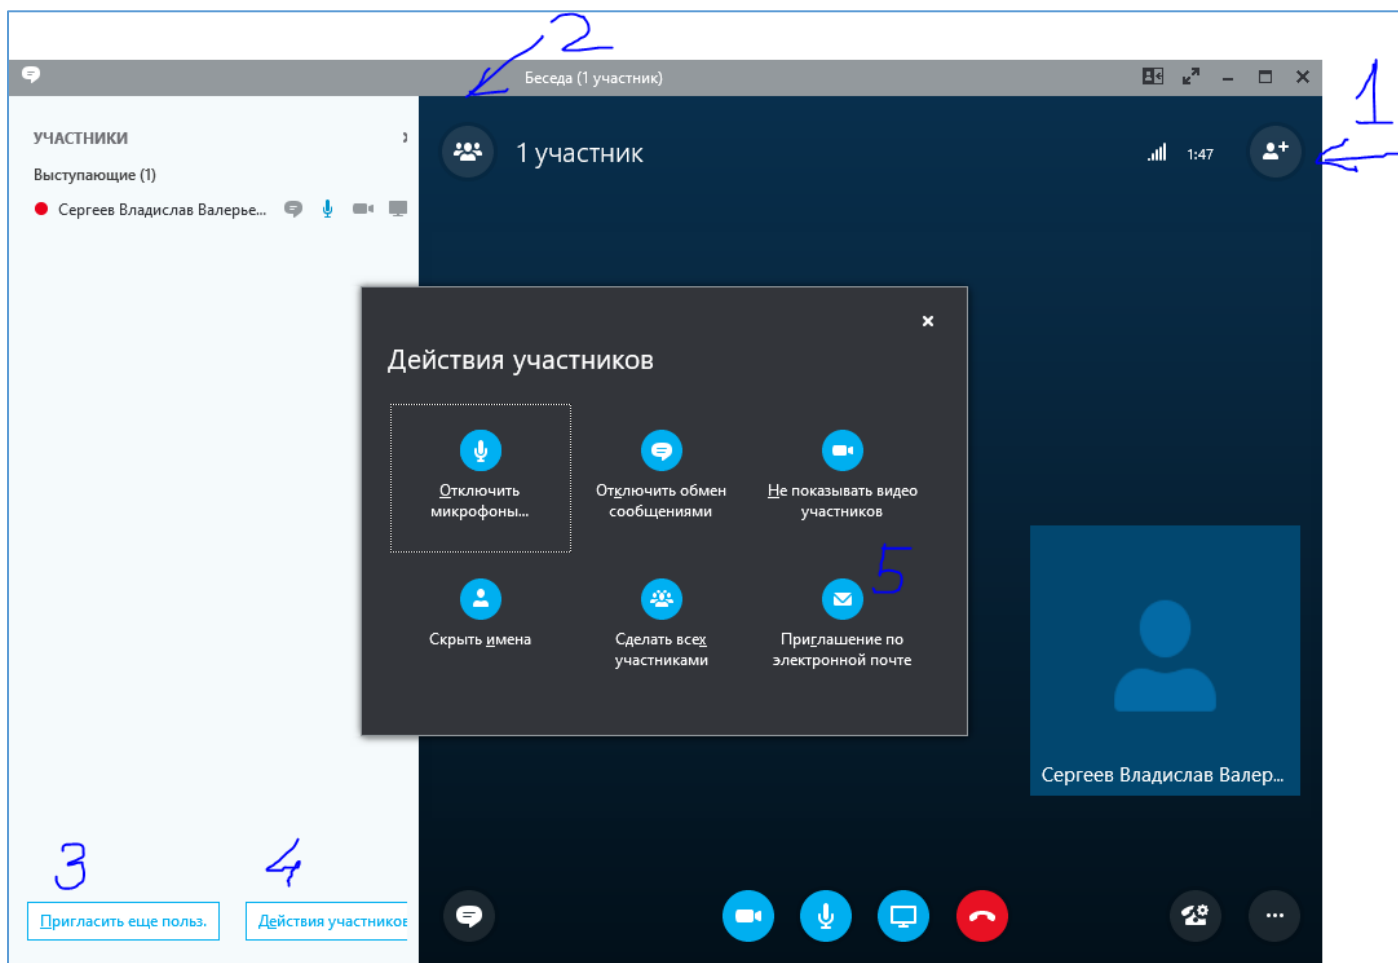 2
Беседа (1 участник)
1
УЧАСТНИКИ
1 участник
1:47
Выступающие (1)
Сергеев Владислав Валерье...
Действия участников
Отключить
микрофоны...
Отключить обмен
сообщениями
Не показывать видео
участников
5
Скрыть имена
Сделать всех
участниками
Приглашение по
электронной почте
Сергеев Владислав Валер...
3
4
Пригласить еще польз.
Действия участников